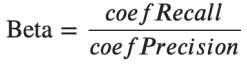 Beta = coefRecall / coefPrecision